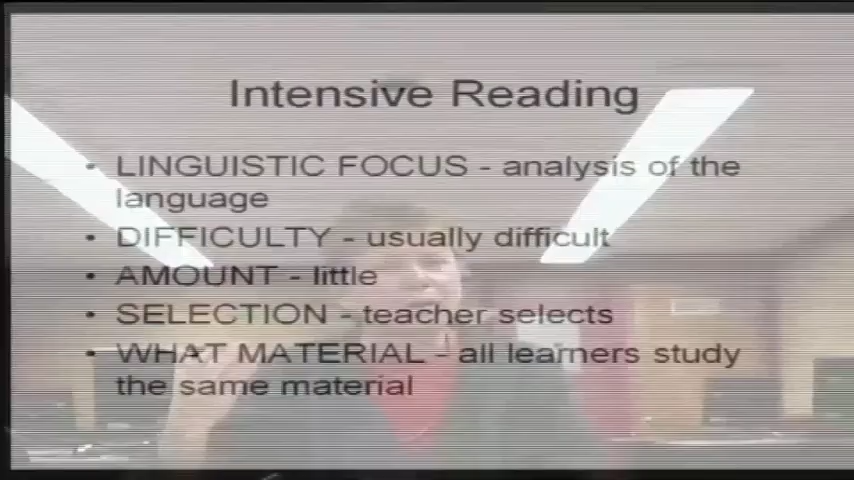 Intensive Reading
• LINGUISTIC FOCUS - analysis of the
language
• DIFFICULTY - usually difficult
• AMOUNT - little
• SELECTION - teacher selects
• WHAT MATERIAL - all learners study
the same material